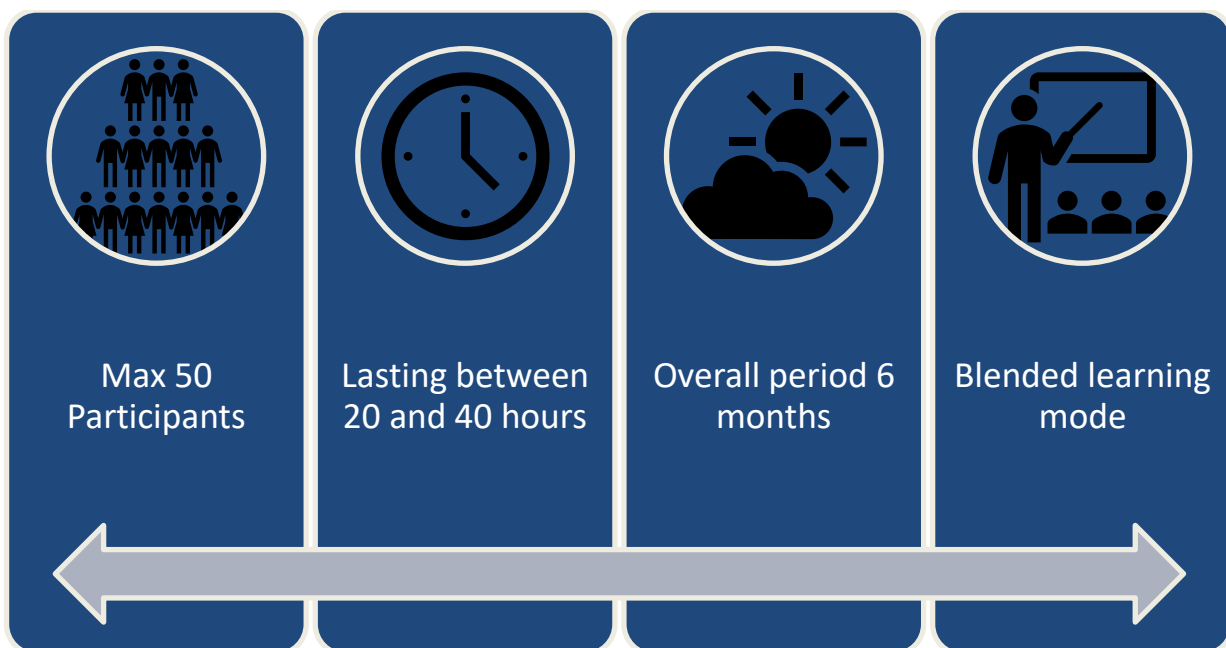 Max 50
Participants
Lasting between
20 and 40 hours
Overall period 6
months
Blended learning
mode